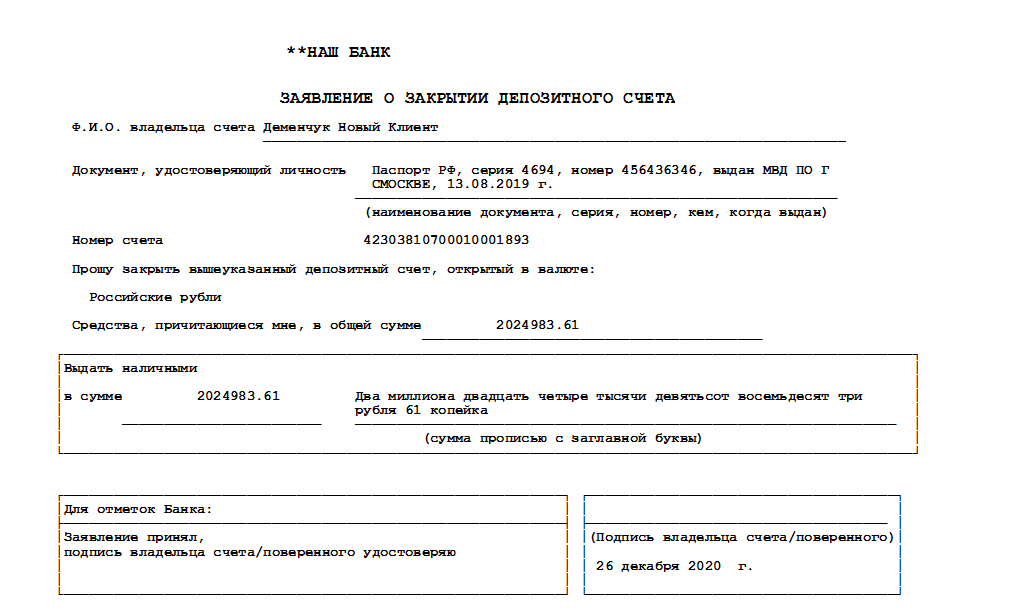 **НАШ БАНК
ЗАЯВЛЕНИЕ О ЗАКРЫТИИ ДЕПОЗИТНОГО СЧЕТА
Ф.И.О. владельца счета Деменчук Новый Клиент
Документ, удостоверяющий личность Паспорт РФ, серия 4694, номер 456436346, выдан МВД ПО Г
СМОСКВЕ, 13.08.2019 г.
(наименование документа, серия, номер, кем, когда выдан)
Номер счета 42303810700010001893
Прошу закрыть вышеуказанный депозитный счет, открытый в валюте:
Российские рубли
Средства, причитающиеся мне, в общей сумме 2024983.61
Выдать наличными
в сумме 2024983.61 Два миллиона двадцать четыре тысячи девятьсот восемьдесят три
рубля 61 копейка
(сумма прописью с заглавной буквы)
Для отметок Банка:
Заявление принял,
подпись владельца счета/поверенного удостоверяю
(Подпись владельца счета/поверенного)
26 декабря 2020 г.